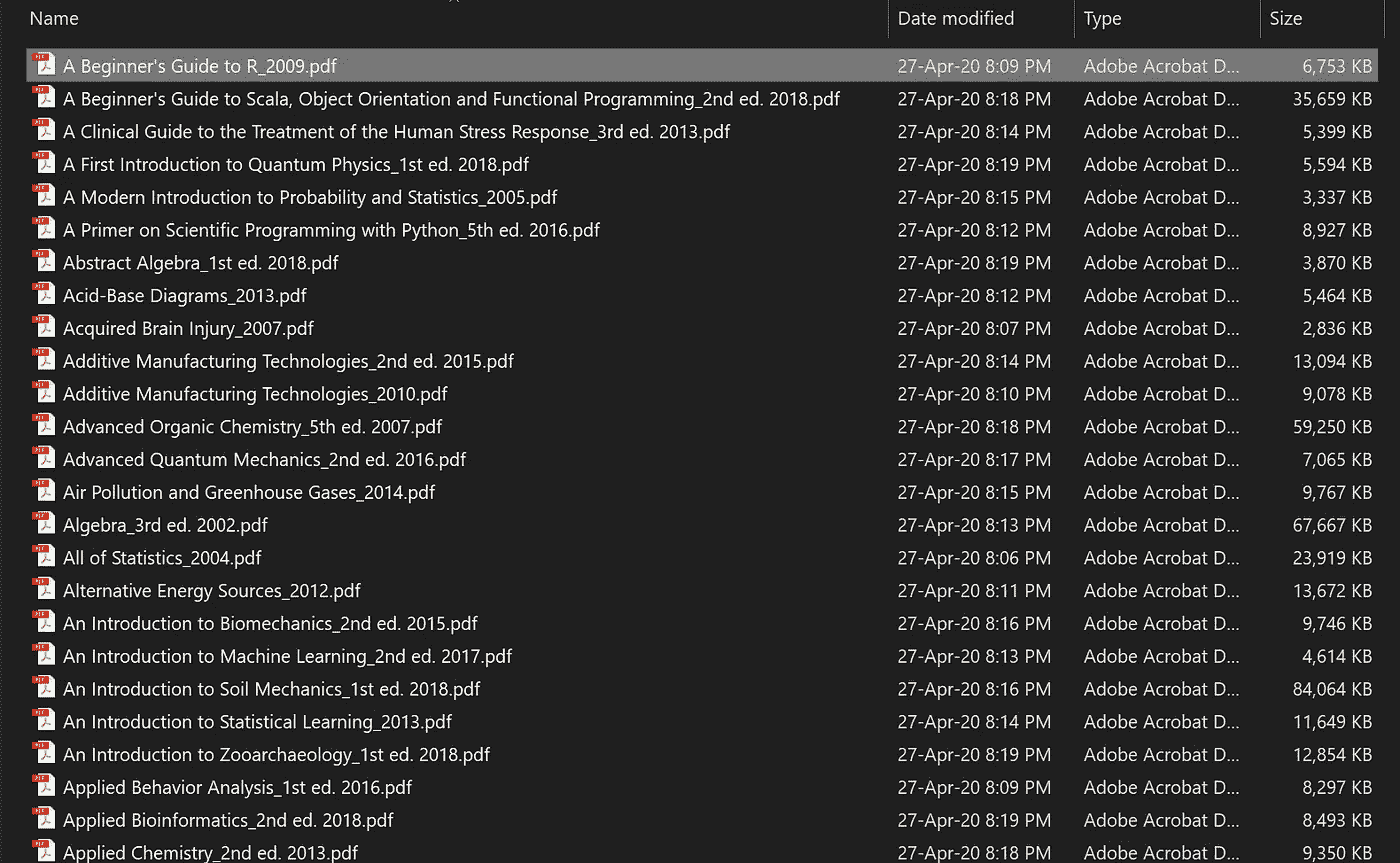 Name Date modified Type Size
A Beginner's Guide to R_2009.pdf 27-Apr-20 8:09 PM Adobe Acrobat D... 6,753 KB
A Beginner's Guide to Scala, Object Orientation and Functional Programming_2nd ed. 2018.pdf 27-Apr-20 8:18 PM Adobe Acrobat D... 35,659 KB
A Clinical Guide to the Treatment of the Human Stress Response_3rd ed. 2013.pdf 27-Apr-20 8:14 PM Adobe Acrobat D... 5,399 KB
A First Introduction to Quantum Physics_1st ed. 2018.pdf 27-Apr-20 8:19 PM Adobe Acrobat D... 5,594 KB
A Modern Introduction to Probability and Statistics_2005.pdf 27-Apr-20 8:15 PM Adobe Acrobat D... 3,337 KB
A Primer on Scientific Programming with Python_5th ed. 2016.pdf 27-Apr-20 8:12 PM Adobe Acrobat D... 8,927 KB
Abstract Algebra_1st ed. 2018.pdf 27-Apr-20 8:19 PM Adobe Acrobat D... 3,870 KB
Acid-Base Diagrams_2013.pdf 27-Apr-20 8:12 PM Adobe Acrobat D... 5,464 KB
Acquired Brain Injury_2007.pdf 27-Apr-20 8:07 PM Adobe Acrobat D... 2,836 KB
Additive Manufacturing Technologies_2nd ed. 2015.pdf 27-Apr-20 8:14 PM Adobe Acrobat D... 13,094 KB
Additive Manufacturing Technologies_2010.pdf 27-Apr-20 8:10 PM Adobe Acrobat D... 9,078 KB
Advanced Organic Chemistry_5th ed. 2007.pdf 27-Apr-20 8:18 PM Adobe Acrobat D... 59,250 KB
Advanced Quantum Mechanics_2nd ed. 2016.pdf 27-Apr-20 8:17 PM Adobe Acrobat D... 7,065 KB
Air Pollution and Greenhouse Gases_2014.pdf 27-Apr-20 8:15 PM Adobe Acrobat D... 9,767 KB
Algebra_3rd ed. 2002.pdf 27-Apr-20 8:13 PM Adobe Acrobat D... 67,667 KB
All of Statistics_2004.pdf 27-Apr-20 8:06 PM Adobe Acrobat D... 23,919 KB
Alternative Energy Sources_2012.pdf 27-Apr-20 8:11 PM Adobe Acrobat D... 13,672 KB
An Introduction to Biomechanics_2nd ed. 2015.pdf 27-Apr-20 8:16 PM Adobe Acrobat D... 9,746 KB
An Introduction to Machine Learning_2nd ed. 2017.pdf 27-Apr-20 8:13 PM Adobe Acrobat D... 4,614 KB
An Introduction to Soil Mechanics_1st ed. 2018.pdf 27-Apr-20 8:16 PM Adobe Acrobat D... 84,064 KB
An Introduction to Statistical Learning_2013.pdf 27-Apr-20 8:14 PM Adobe Acrobat D... 11,649 KB
An Introduction to Zooarchaeology_1st ed. 2018.pdf 27-Apr-20 8:19 PM Adobe Acrobat D... 12,854 KB
Applied Behavior Analysis_1st ed. 2016.pdf 27-Apr-20 8:09 PM Adobe Acrobat D... 8,297 KB
Applied Bioinformatics_2nd ed. 2018.pdf 27-Apr-20 8:19 PM Adobe Acrobat D... 8,493 KB
Applied Chemistry_2nd ed. 2013.pdf 27-Apr-20 8:18 PM Adobe Acrobat D... 9,350 KB